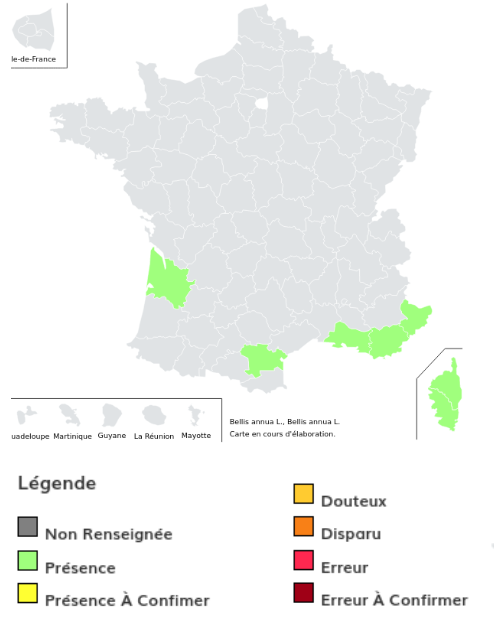 le-de-France
uadeloupe Martinique Guyane La Réunion Mayotte
Bellis annua L., Bellis annua L.
Carte en cours d'élaboration.
Légende
Non Renseignée
Présence
Présence À Confimer
Douteux
Disparu
Erreur
Erreur À Confirmer